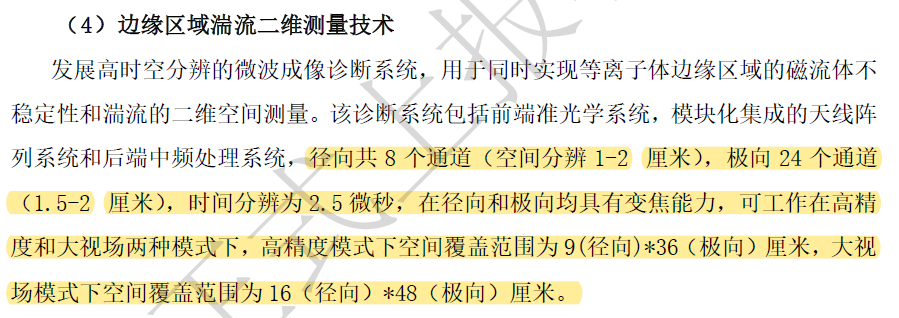 （4）边缘区域湍流二维测量技术
发展高时空分辨的微波成像诊断系统，用于同时实现等离子体边缘区域的磁流体不
稳定性和湍流的二维空间测量。该诊断系统包括前端准光学系统，模块化集成的天线阵
列系统和后端中频处理系统，径向共 8 个通道（空间分辨 1-2 厘米），极向 24 个通道
（1.5-2 厘米），时间分辨为 2.5 微秒，在径向和极向均具有变焦能力，可工作在高精
度和大视场两种模式下，高精度模式下空间覆盖范围为 9(径向)*36（极向）厘米，大视
场模式下空间覆盖范围为 16（径向）*48（极向）厘米。
正式上报